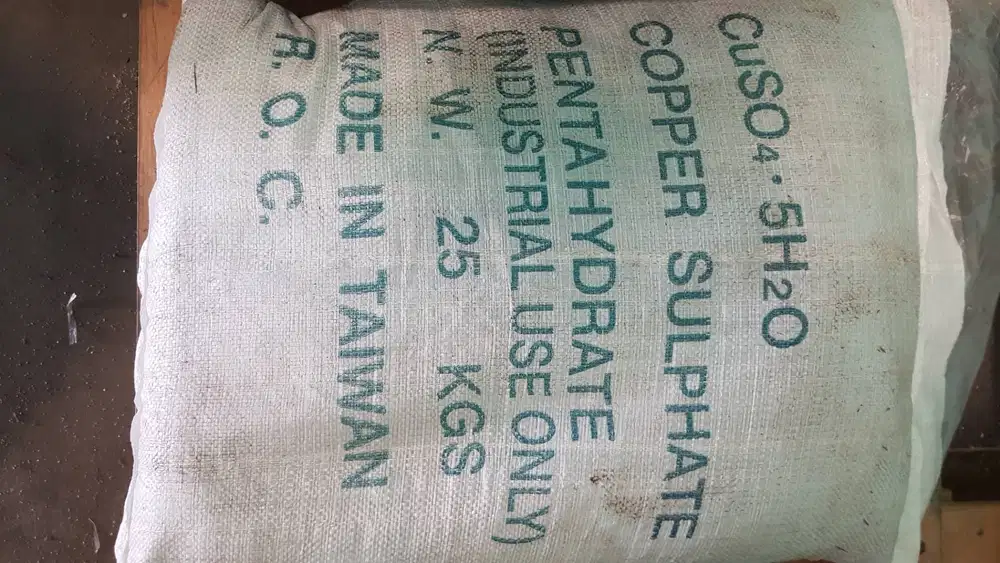 CuSO₄·5H₂O
COPPER SULPHATE
PENTAHYDRATE
(INDUSTRIAL USE ONLY)
N. W. 25 KGS
MADE IN TAIWAN
R. O. C.